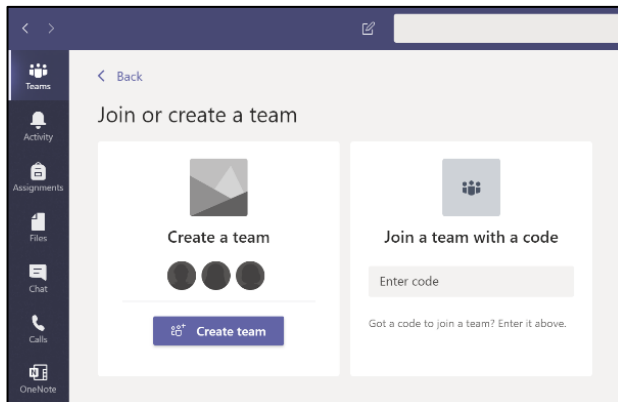 Teams
Activity
Assignments
Files
Chat
Calls
OneNote
Back
Join or create a team
Create a team
Create team
Join a team with a code
Enter code
Got a code to join a team? Enter it above.